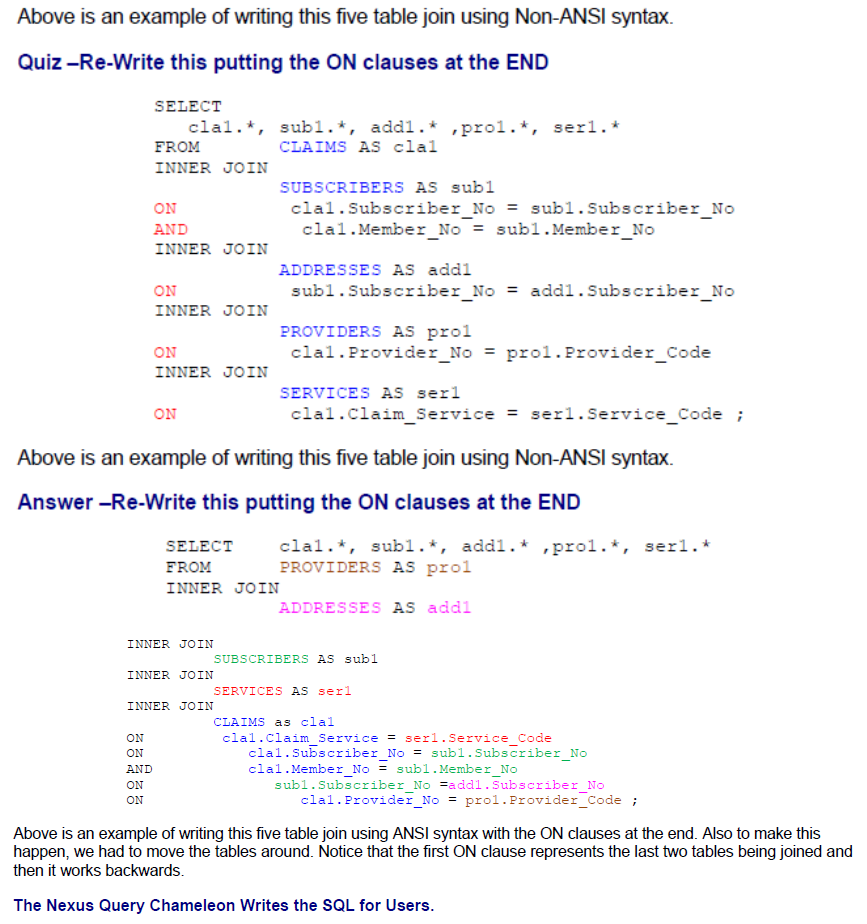 Above is an example of writing this five table join using Non-ANSI syntax.
Quiz –Re-Write this putting the ON clauses at the END
SELECT
cla1.*, sub1.*, add1.* ,pro1.*, ser1.*
FROM CLAIMS AS cla1
INNER JOIN
SUBSCRIBERS AS sub1
ON cla1.Subscriber_No = sub1.Subscriber_No
AND cla1.Member_No = sub1.Member_No
INNER JOIN
ADDRESSES AS add1
ON sub1.Subscriber_No = add1.Subscriber_No
INNER JOIN
PROVIDERS AS pro1
ON cla1.Provider_No = pro1.Provider_Code
INNER JOIN
SERVICES AS ser1
ON cla1.Claim_Service = ser1.Service_Code ;
Above is an example of writing this five table join using Non-ANSI syntax.
Answer –Re-Write this putting the ON clauses at the END
SELECT cla1.*, sub1.*, add1.* ,pro1.*, ser1.*
FROM PROVIDERS AS pro1
INNER JOIN
ADDRESSES AS add1
INNER JOIN
SUBSCRIBERS AS sub1
INNER JOIN
SERVICES AS ser1
INNER JOIN
CLAIMS as cla1
ON cla1.Claim_Service = ser1.Service_Code
ON cla1.Subscriber_No = sub1.Subscriber_No
AND cla1.Member_No = sub1.Member_No
ON sub1.Subscriber_No =add1.Subscriber_No
ON cla1.Provider_No = pro1.Provider_Code ;
Above is an example of writing this five table join using ANSI syntax with the ON clauses at the end. Also to make this
happen, we had to move the tables around. Notice that the first ON clause represents the last two tables being joined and
then it works backwards.
The Nexus Query Chameleon Writes the SQL for Users.